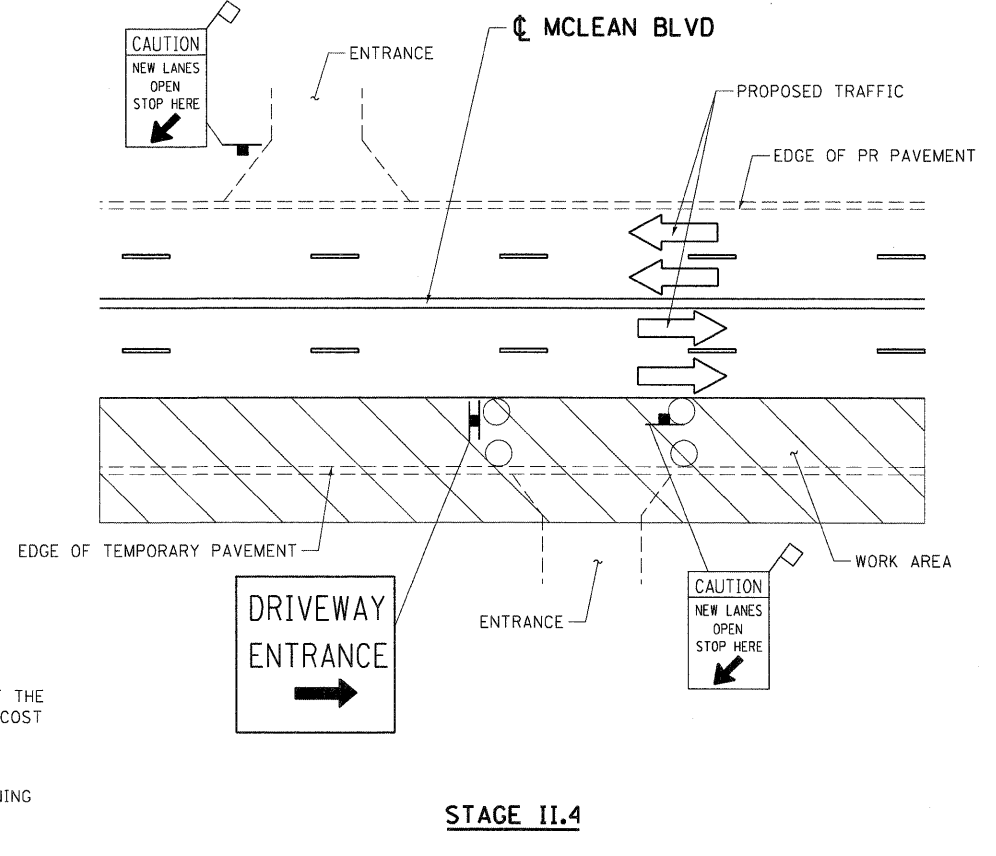 ℄ MCLEAN BLVD
CAUTION
NEW LANES
OPEN
STOP HERE
ENTRANCE
PROPOSED TRAFFIC
EDGE OF PR PAVEMENT
EDGE OF TEMPORARY PAVEMENT
WORK AREA
DRIVEWAY
ENTRANCE
ENTRANCE
CAUTION
NEW LANES
OPEN
STOP HERE
THE
COST
STAGE II.4